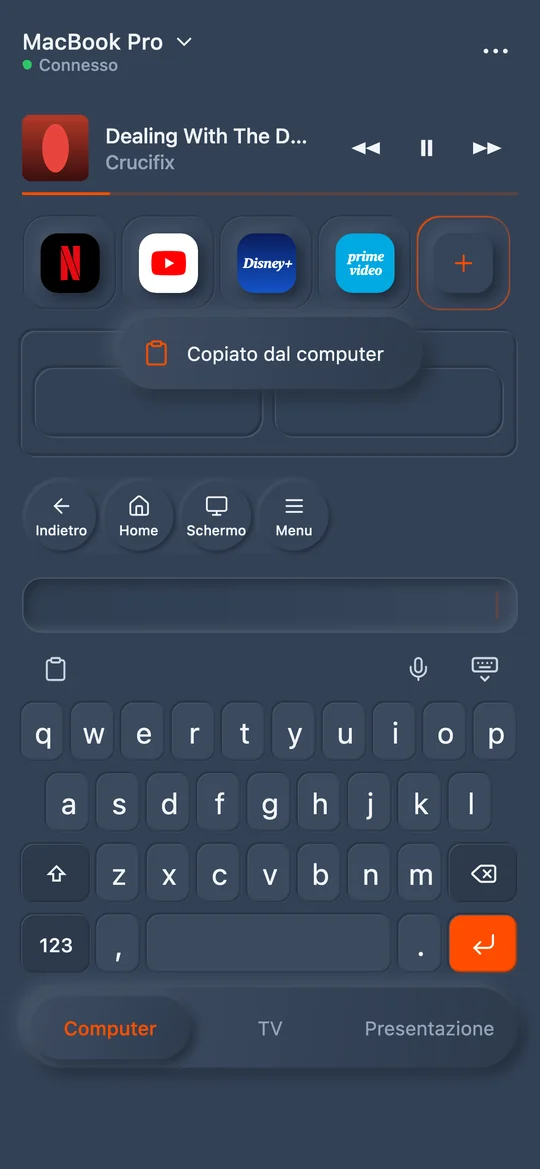 MacBook Pro
Connesso
Dealing With The D...
Crucifix
N
Disney+
prime
video
+
Copiato dal computer
Indietro
Home
Schermo
Menu
q w e r t y u i o p
a s d f g h j k l
z x c v b n m
123 , .
Computer
TV
Presentazione